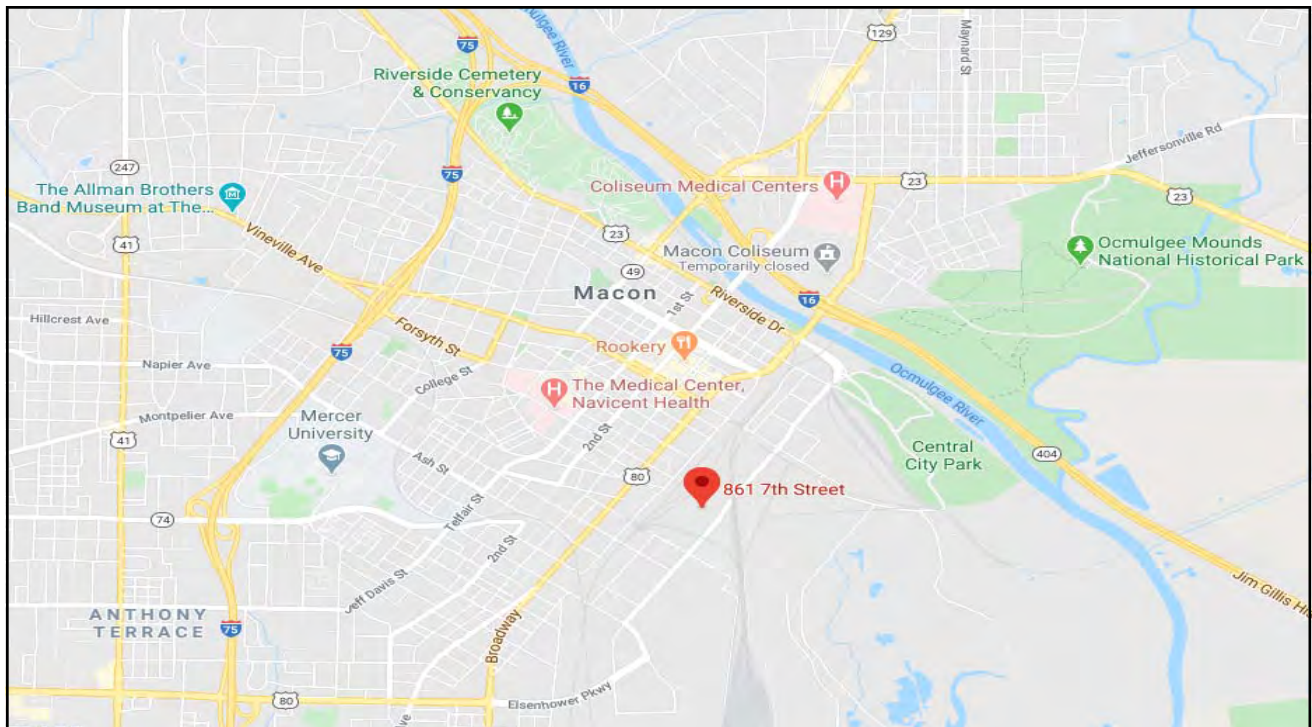 75
129
Maynard St
Riverside Cemetery
& Conservancy
Ocmulgee River
16
Jeffersonville Rd
247
75
The Allman Brothers
Band Museum at The...
Coliseum Medical Centers
H
23
23
41
Vineville Ave
23
Macon Coliseum
Temporarily closed
Ocmulgee Mounds
National Historical Park
49
Macon
1st St
Riverside Dr
16
Hillcrest Ave
Forsyth St
75
Rookery
Napier Ave
College St
H
The Medical Center,
Navicent Health
Ocmulgee River
Montpelier Ave
Mercer
University
41
2nd St
Ash St
Central
City Park
404
80
861 7th Street
74
Telfair St
2nd St
Jeff Davis St
Jim Gillis Hi
ANTHONY
TERRACE
75
Broadway
80
Eisenhower Pkwy
Ave